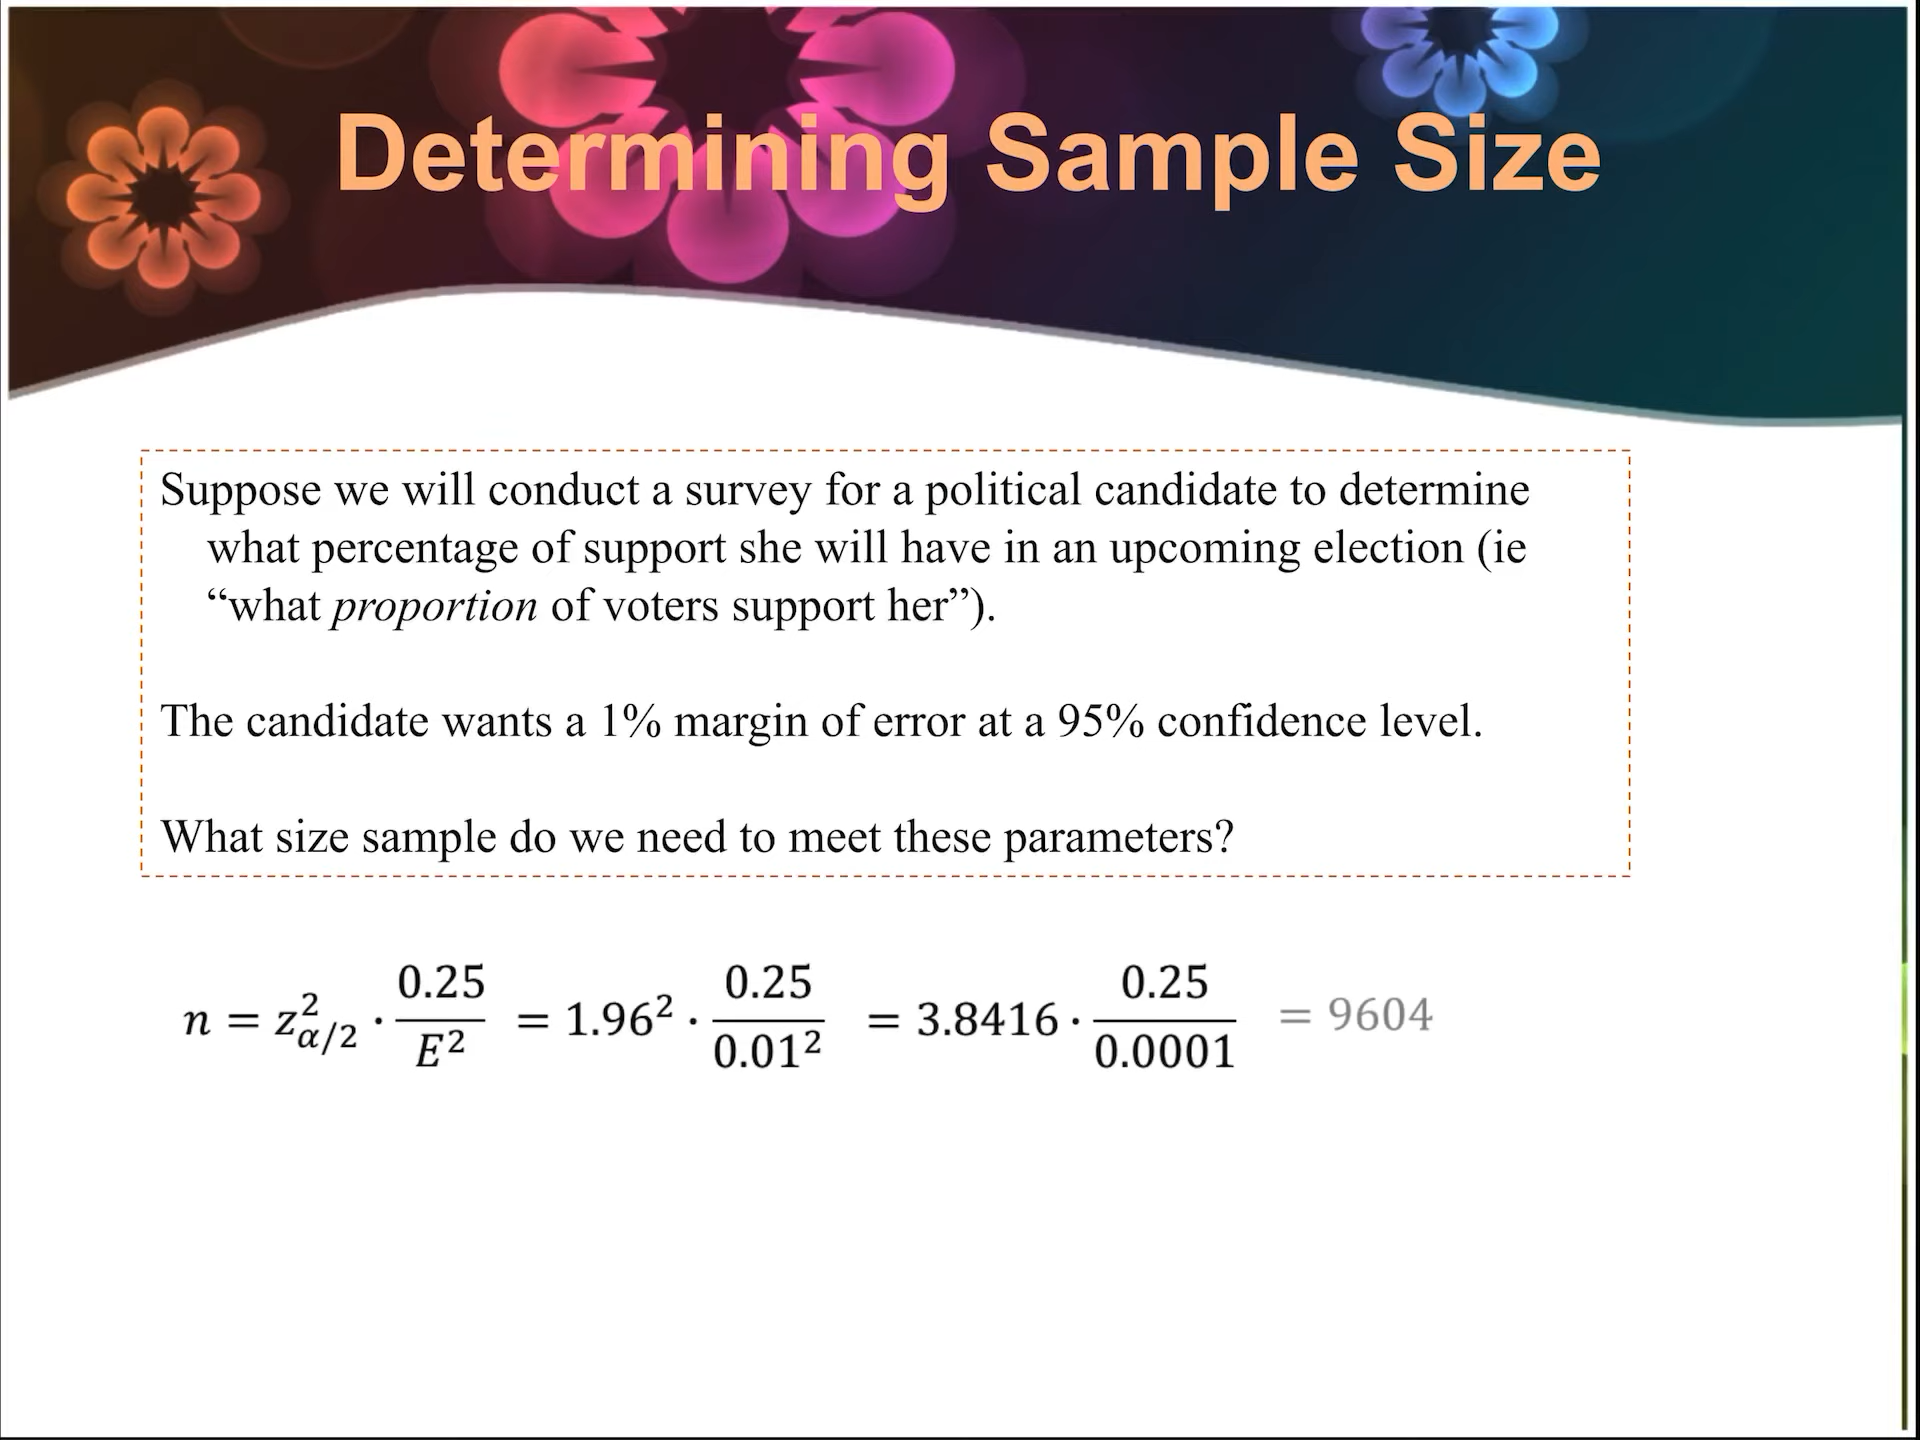 Determining Sample Size
Suppose we will conduct a survey for a political candidate to determine
what percentage of support she will have in an upcoming election (ie
“what proportion of voters support her”).
The candidate wants a 1% margin of error at a 95% confidence level.
What size sample do we need to meet these parameters?
n = z²_{α/2} · 0.25/E² = 1.96² · 0.25/0.01² = 3.8416 · 0.25/0.0001 = 9604